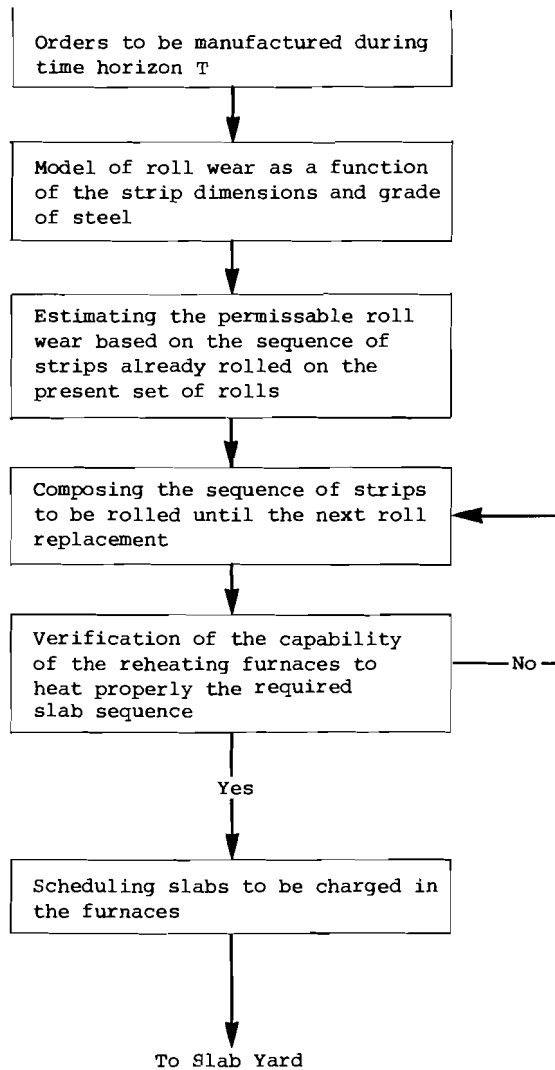 Orders to be manufactured during
time horizon T
Model of roll wear as a function
of the strip dimensions and grade
of steel
Estimating the permissable roll
wear based on the sequence of
strips already rolled on the
present set of rolls
Composing the sequence of strips
to be rolled until the next roll
replacement
Verification of the capability
of the reheating furnaces to
heat properly the required
slab sequence
No
Yes
Scheduling slabs to be charged in
the furnaces
To Slab Yard